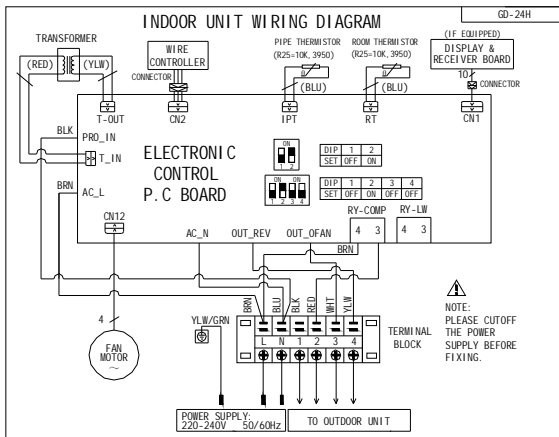 INDOOR UNIT WIRING DIAGRAM
GD-24H
TRANSFORMER
(RED)
(YLW)
WIRE
CONTROLLER
CONNECTOR
PIPE THERMISTOR
(R25=10K,3950)
θ
(BLU)
ROOM THERMISTOR
(R25=10K,3950)
θ
(BLU)
(IF EQUIPPED)
DISPLAY &
RECEIVER BOARD
10
CONNECTOR
T-OUT
CN2
IPT
RT
CN1
BLK
PRO_IN
T_IN
BRN
AC_L
ELECTRONIC
CONTROL
P.C BOARD
ON
1 2
DIP 1 2
SET OFF ON
ON
1 2 3 4
DIP 1 2 3 4
SET OFF ON OFF OFF
CN12
AC_N
OUT_REV
OUT_OFAN
RY-COMP
4 3
RY-LW
4 3
BRN
4
FAN
MOTOR
~
YLW/GRN
BRN
BLU
BLK
RED
WHT
YLW
L N 1 2 3 4
TERMINAL
BLOCK
NOTE:
PLEASE CUTOFF
THE POWER
SUPPLY BEFORE
FIXING.
POWER SUPPLY:
220-240V 50/60Hz
TO OUTDOOR UNIT